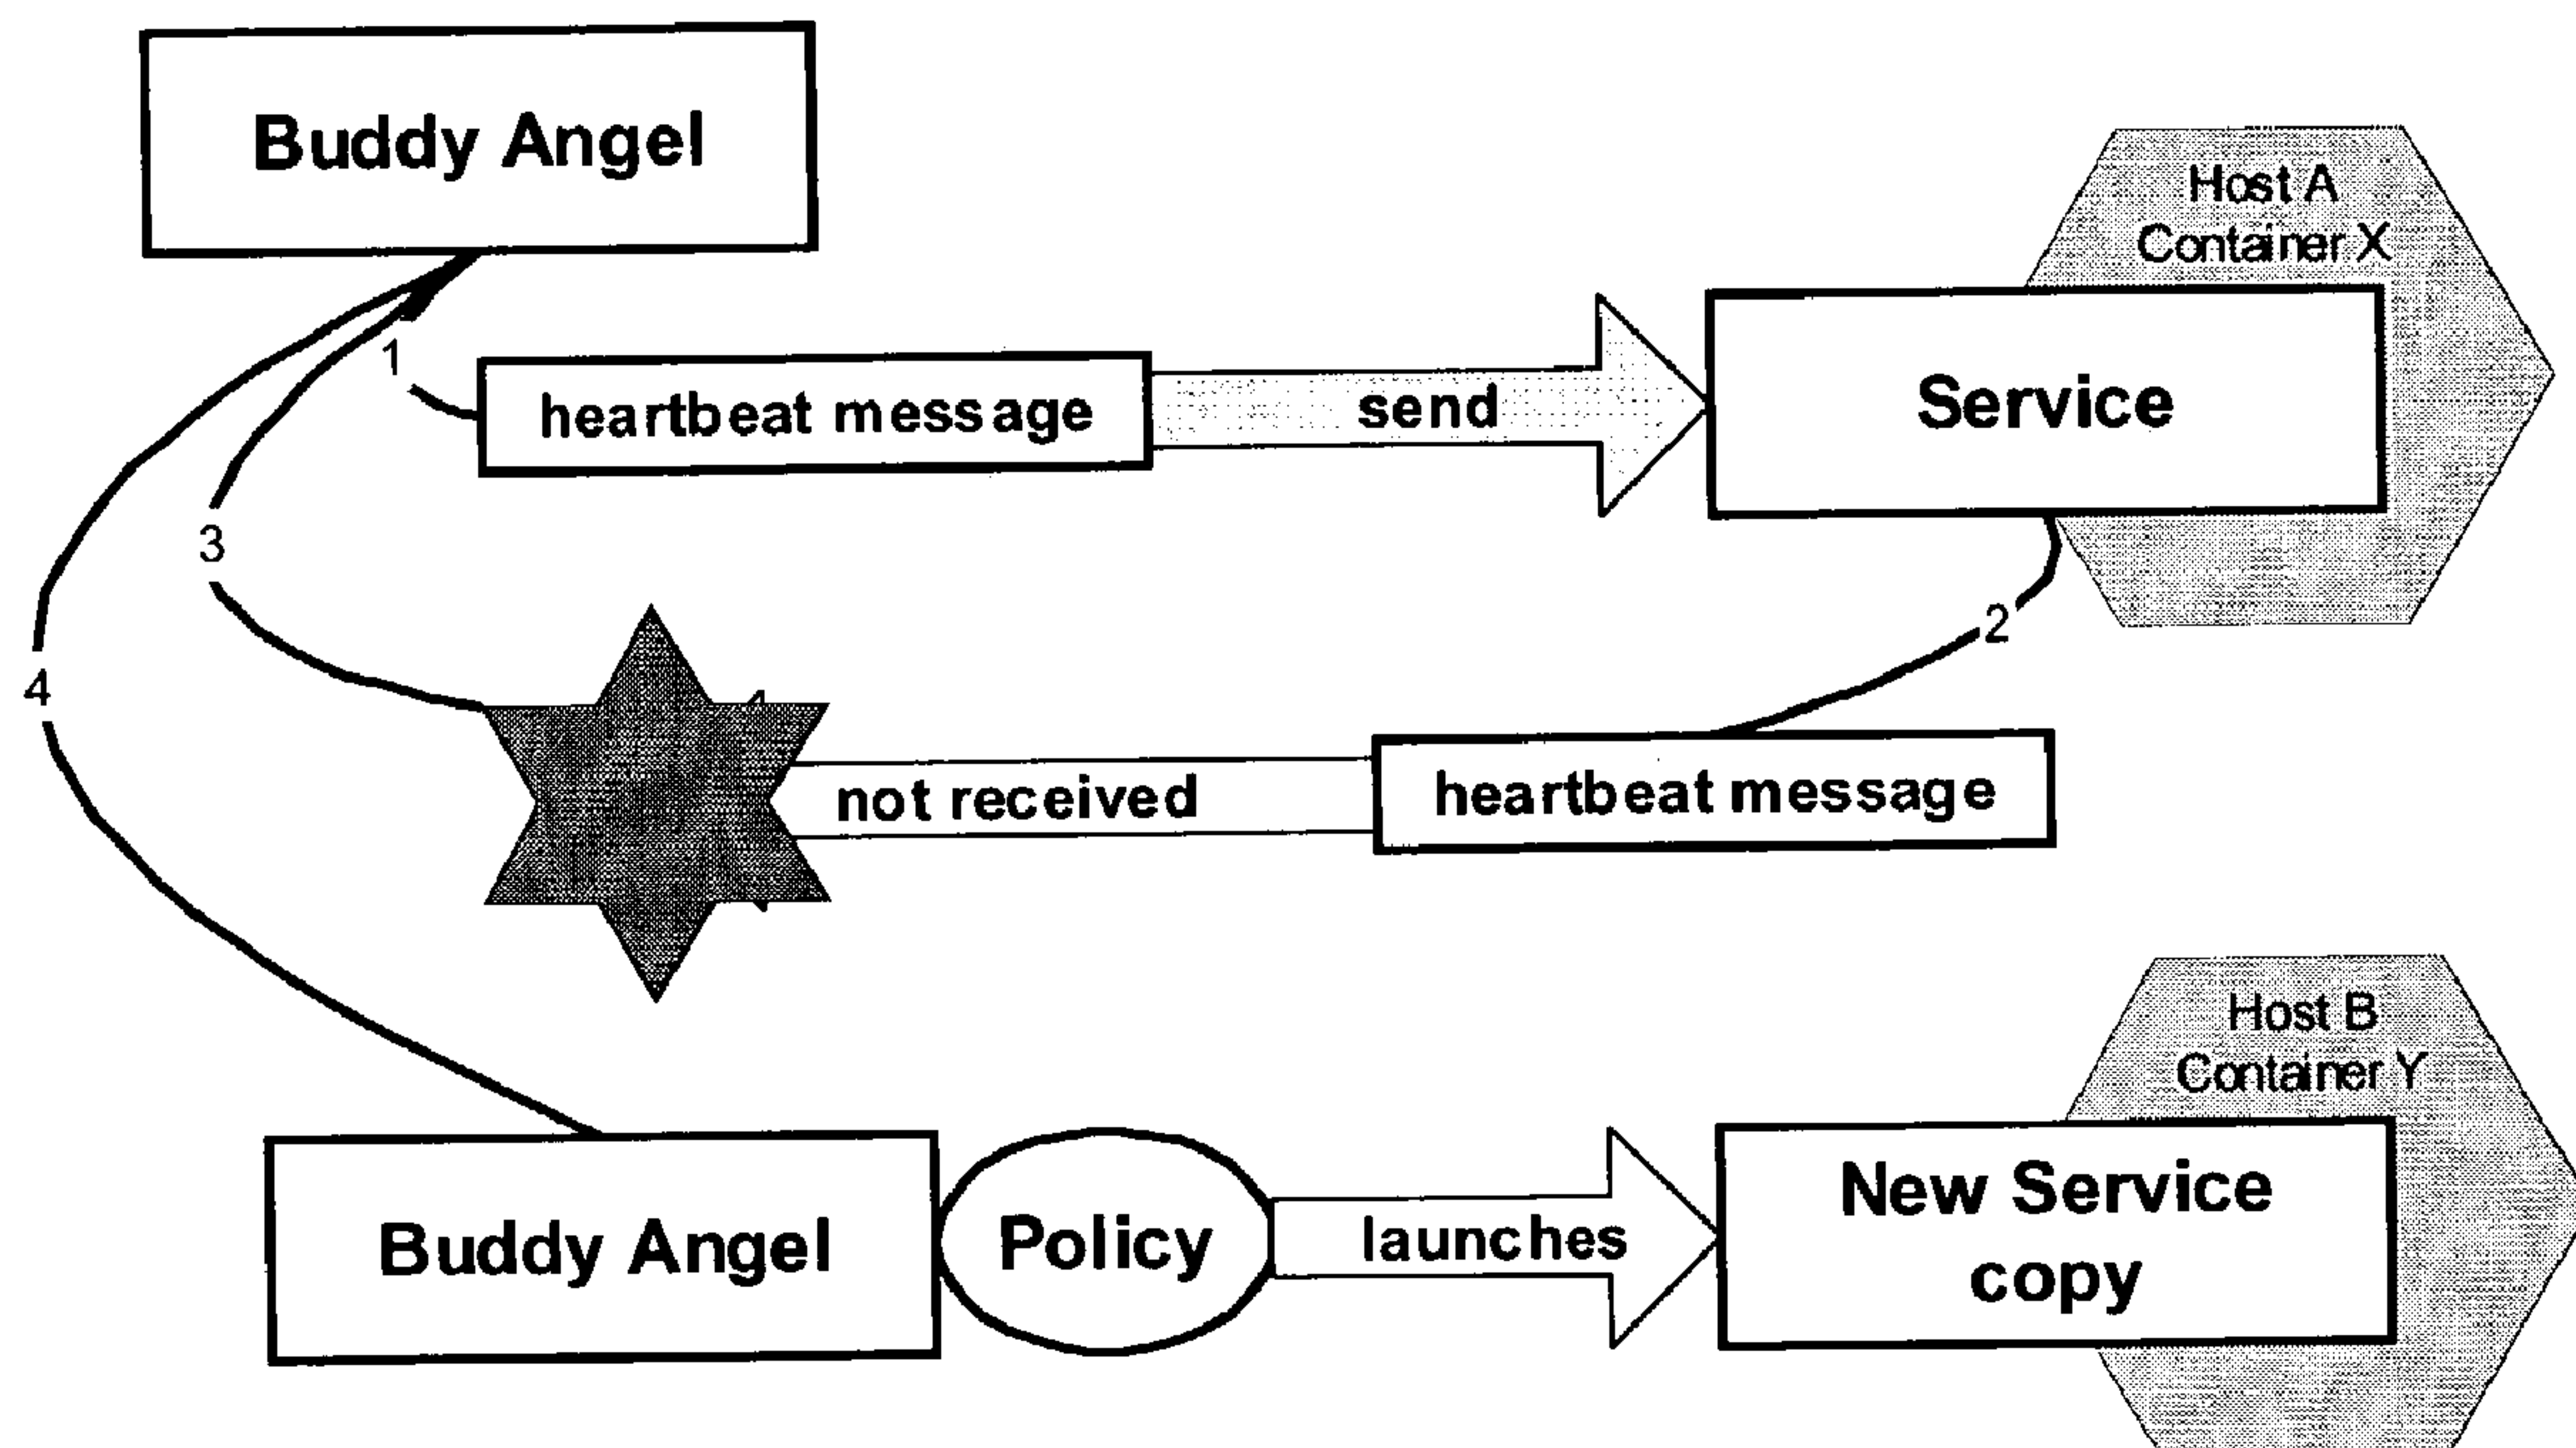 Buddy Angel
Host A
Container X
1
heartbeat message
send
Service
3
2
4
not received
heartbeat message
Host B
Container Y
Buddy Angel
Policy
launches
New Service
copy